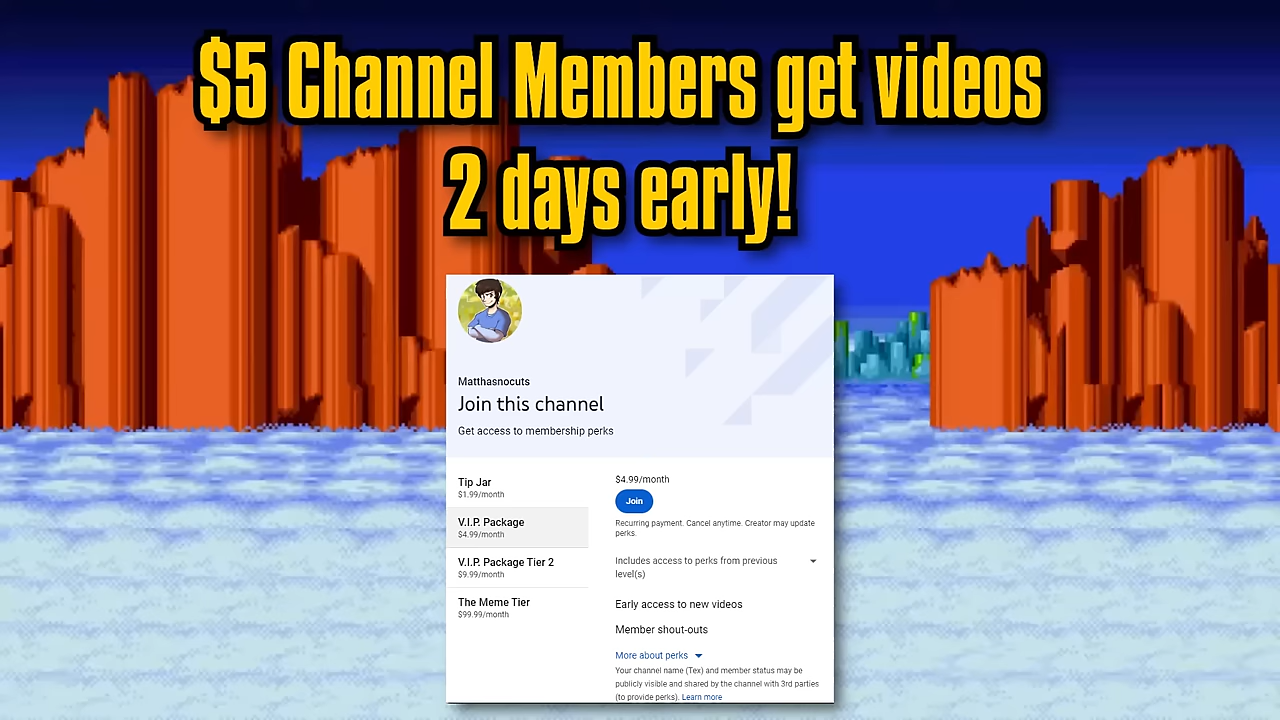 $5 Channel Members get videos
2 days early!
Matthasnocuts
Join this channel
Get access to membership perks
Tip Jar
$1.99/month
V.I.P. Package
$4.99/month
V.I.P. Package Tier 2
$9.99/month
The Meme Tier
$99.99/month
$4.99/month
Join
Recurring payment. Cancel anytime. Creator may update
perks.
Includes access to perks from previous
level(s)
Early access to new videos
Member shout-outs
More about perks
Your channel name (Tex) and member status may be
publicly visible and shared by the channel with 3rd parties
(to provide perks). Learn more